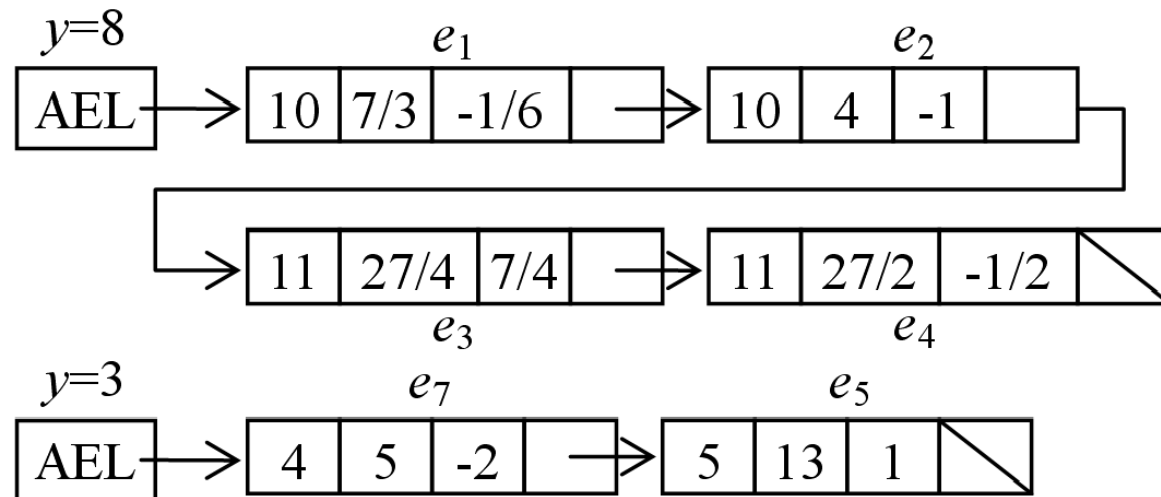 y=8 e₁ e₂
AEL 10 7/3 -1/6 10 4 -1
11 27/4 7/4 11 27/2 -1/2
e₃ e₄
y=3 e₇ e₅
AEL 4 5 -2 5 13 1